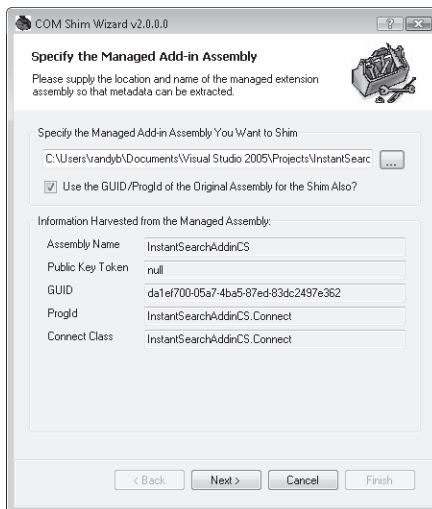 COM Shim Wizard v2.0.0.0
Specify the Managed Add-in Assembly
Please supply the location and name of the managed extension
assembly so that metadata can be extracted.
Specify the Managed Add-in Assembly You Want to Shim
C:\Users\randyb\Documents\Visual Studio 2005\Projects\InstantSearc
...
Use the GUID/ProgId of the Original Assembly for the Shim Also?
Information Harvested from the Managed Assembly:
Assembly Name InstantSearchAddinCS
Public Key Token null
GUID da1ef700-05a7-4ba5-87ed-83dc2497e362
ProgId InstantSearchAddinCS.Connect
Connect Class InstantSearchAddinCS.Connect
< Back Next > Cancel Finish